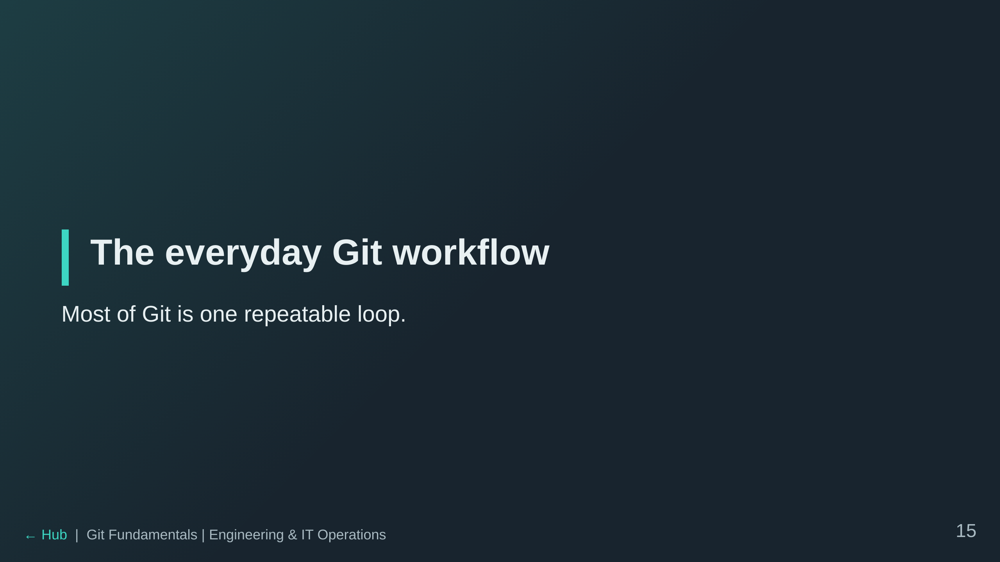 The everyday Git workflow
Most of Git is one repeatable loop.
← Hub | Git Fundamentals | Engineering & IT Operations
15